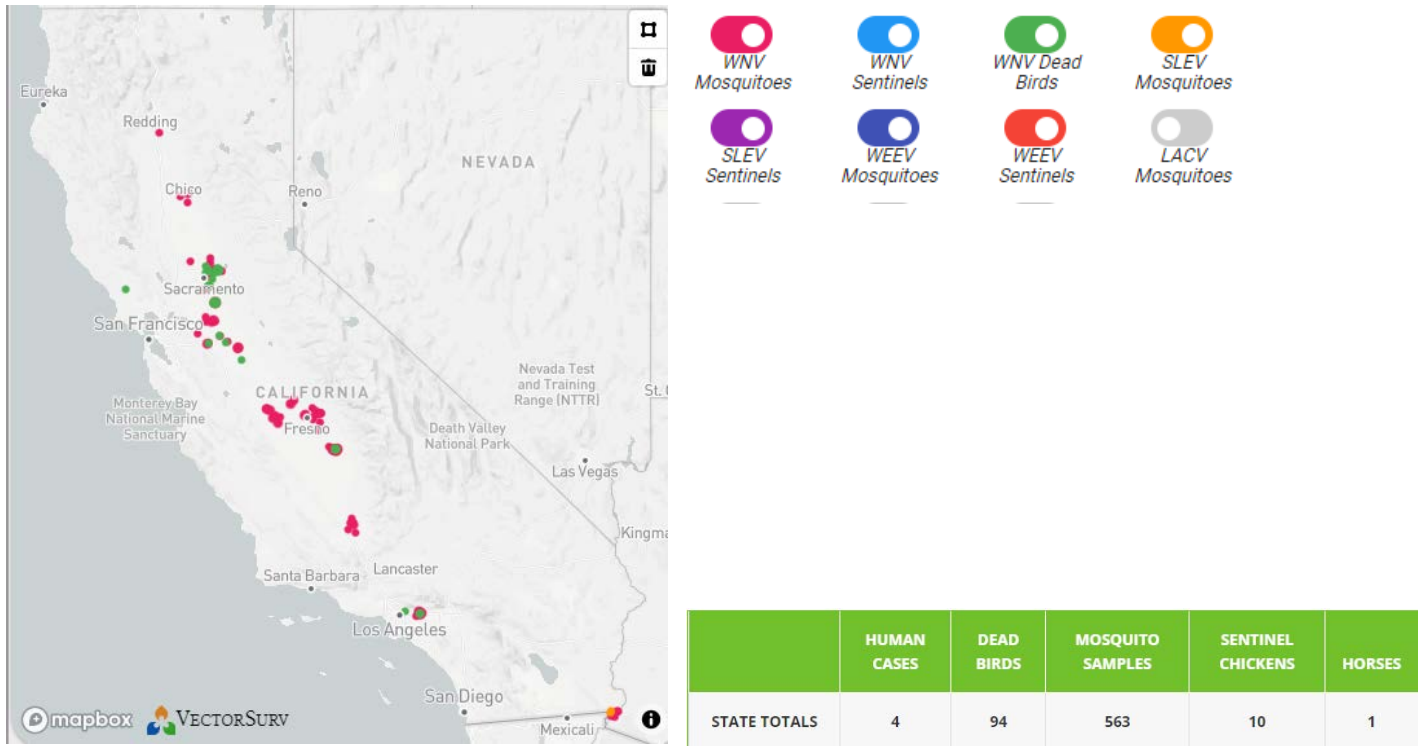 Eureka
Redding
NEVADA
Chico
Reno
Sacramento
San Francisco
Nevada Test
and Training
Range (NTTR)
St.
CALIFORNIA
Monterey Bay
National Marine
Sanctuary
Fresno
Death Valley
National Park
Las Vegas
Kingma
Santa Barbara
Lancaster
Los Angeles
San Diego
Mexicali
mapbox
VECTORSURV
WNV
Mosquitoes
WNV
Sentinels
WNV Dead
Birds
SLEV
Mosquitoes
SLEV
Sentinels
WEEV
Mosquitoes
WEEV
Sentinels
LACV
Mosquitoes
HUMAN CASES DEAD BIRDS MOSQUITO SAMPLES SENTINEL CHICKENS HORSES
STATE TOTALS 4 94 563 10 1